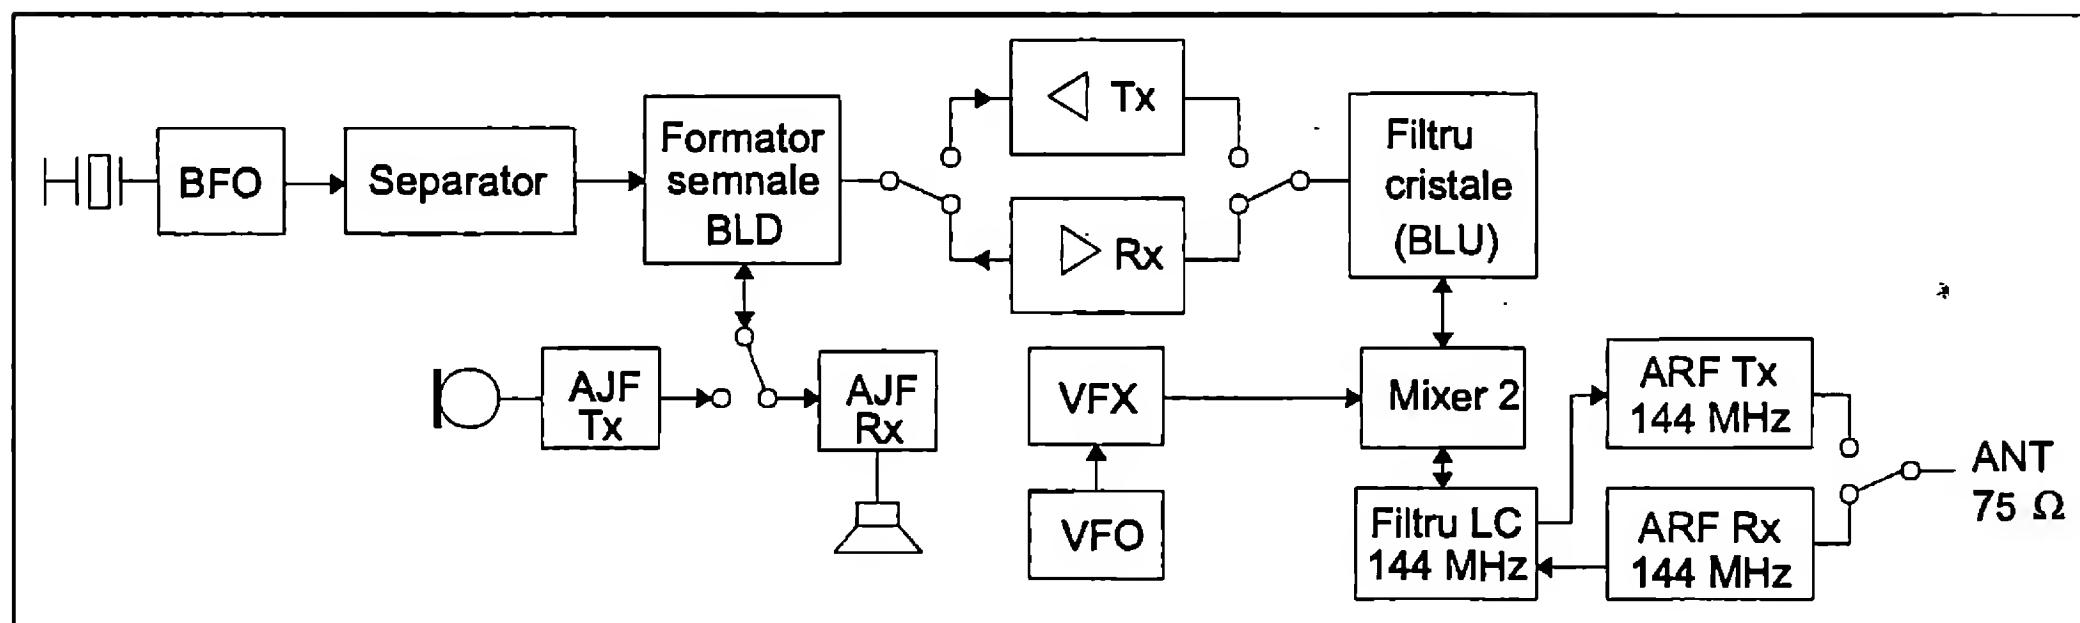 BFO
Separator
Formator
semnale
BLD
Tx
Rx
Filtru
cristale
(BLU)
AJF
Tx
AJF
Rx
VFX
VFO
Mixer 2
Filtru LC
144 MHz
ARF Tx
144 MHz
ARF Rx
144 MHz
ANT
75 Ω